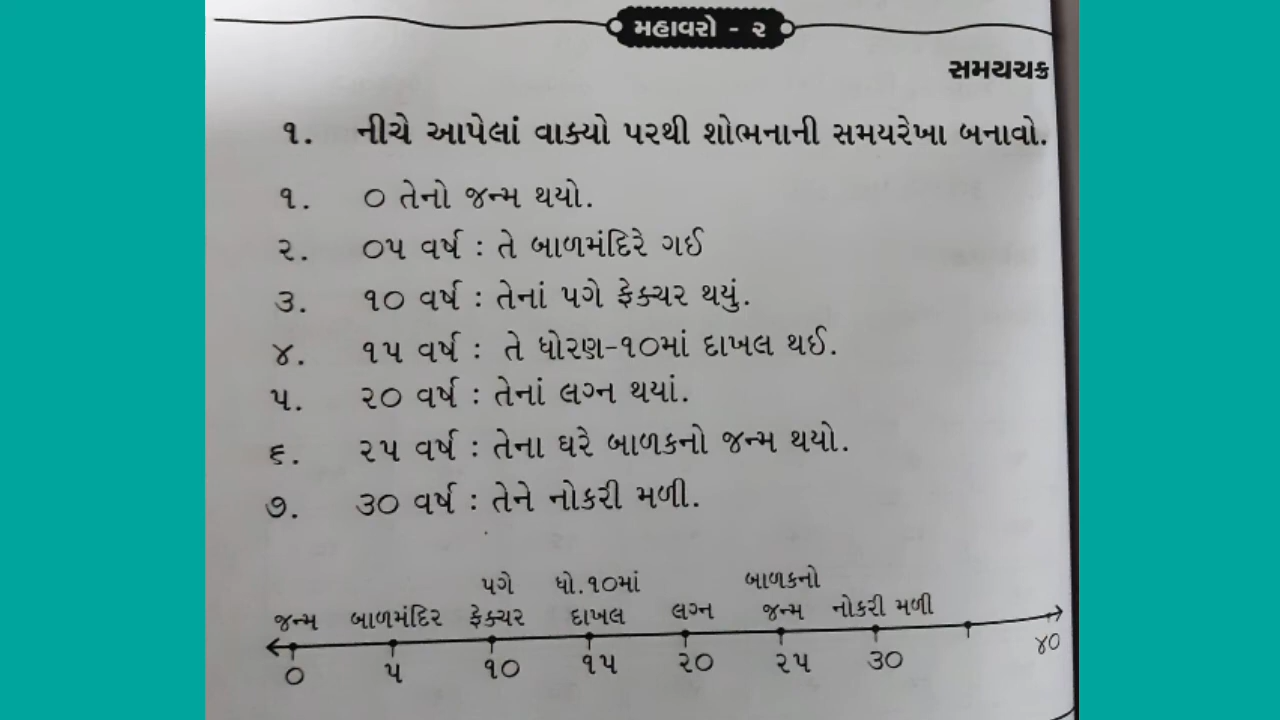 મહાવરો - ૨
સમયચક્ર
૧. નીચે આપેલાં વાક્યો પરથી શોભનાની સમયરેખા બનાવો.
૧. ૦ તેનો જન્મ થયો.
૨. ૦૫ વર્ષ : તે બાળમંદિરે ગઈ
૩. ૧૦ વર્ષ : તેનાં પગે ફેક્ચર થયું.
૪. ૧૫ વર્ષ : તે ધોરણ-૧૦માં દાખલ થઈ.
૫. ૨૦ વર્ષ : તેનાં લગ્ન થયાં.
૬. ૨૫ વર્ષ : તેના ઘરે બાળકનો જન્મ થયો.
૭. ૩૦ વર્ષ : તેને નોકરી મળી.
પગે ધો.૧૦માં બાળકનો
જન્મ બાળમંદિર ફેક્ચર દાખલ લગ્ન જન્મ નોકરી મળી
૦ ૫ ૧૦ ૧૫ ૨૦ ૨૫ ૩૦ ૪૦